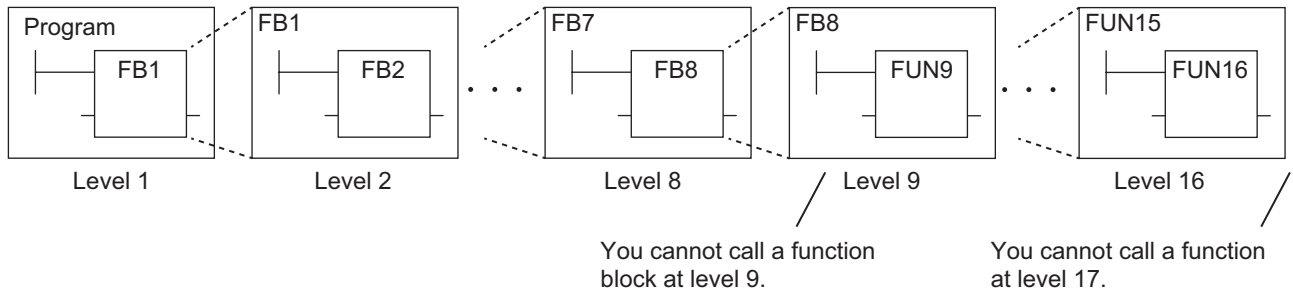 Program
FB1
FB1
FB2
. . .
FB7
FB8
FB8
FUN9
. . .
FUN15
FUN16
Level 1
Level 2
Level 8
Level 9
Level 16
You cannot call a function
block at level 9.
You cannot call a function
at level 17.